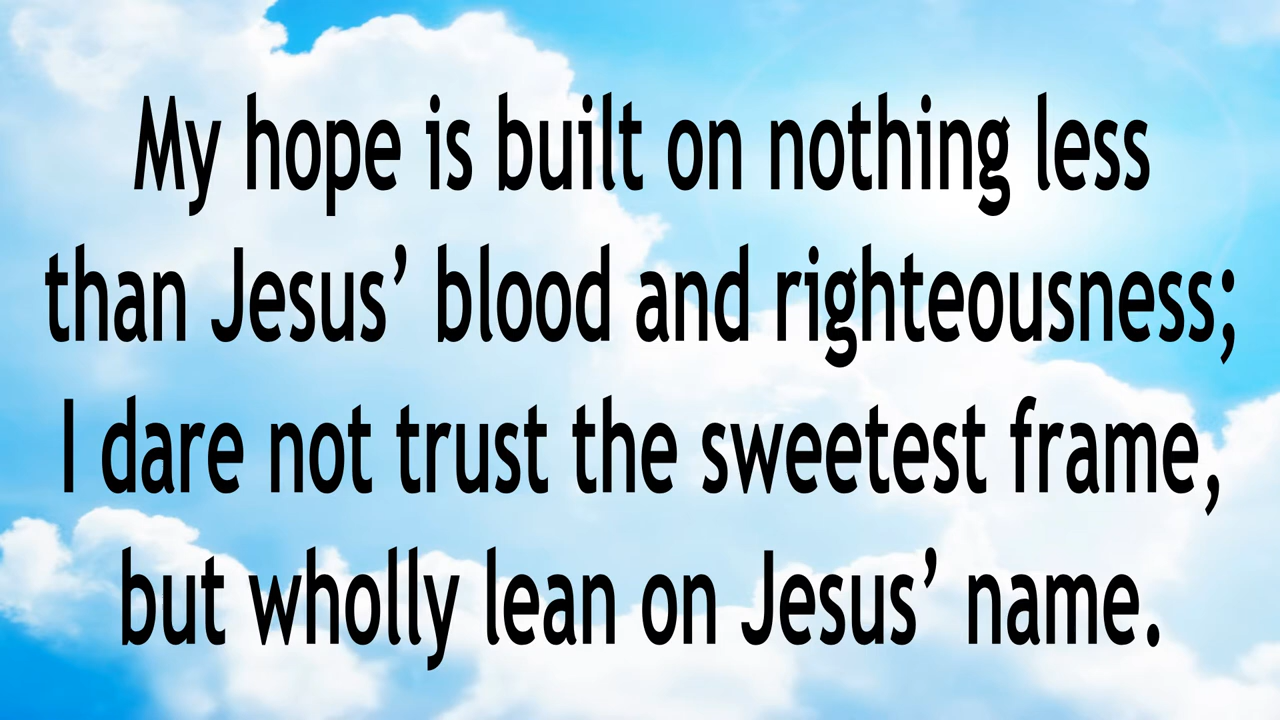 My hope is built on nothing less
than Jesus’ blood and righteousness;
I dare not trust the sweetest frame,
but wholly lean on Jesus’ name.